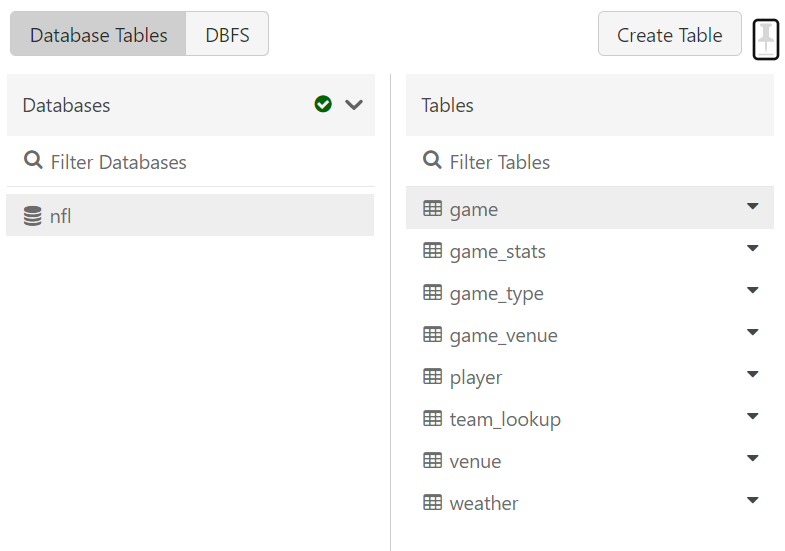 Database Tables
DBFS
Create Table
Databases
Filter Databases
nfl
Tables
Filter Tables
game
game_stats
game_type
game_venue
player
team_lookup
venue
weather